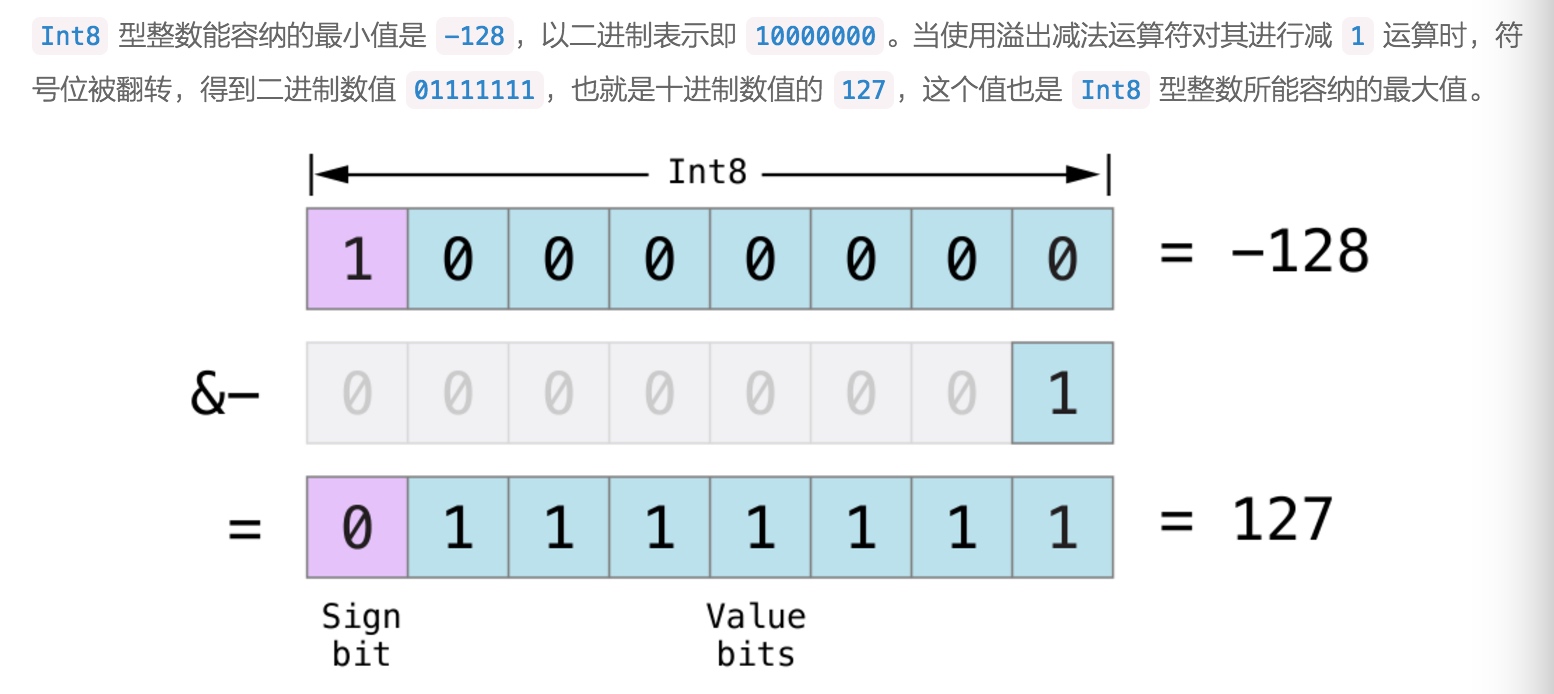 Int8 型整数能容纳的最小值是 -128，以二进制表示即 10000000。当使用溢出减法运算符对其进行减 1 运算时，符
号位被翻转，得到二进制数值 01111111，也就是十进制数值的 127，这个值也是 Int8 型整数所能容纳的最大值。
Int8
1 0 0 0 0 0 0 0 = −128
&− 0 0 0 0 0 0 0 1
= 0 1 1 1 1 1 1 1 = 127
Sign Value
bit bits